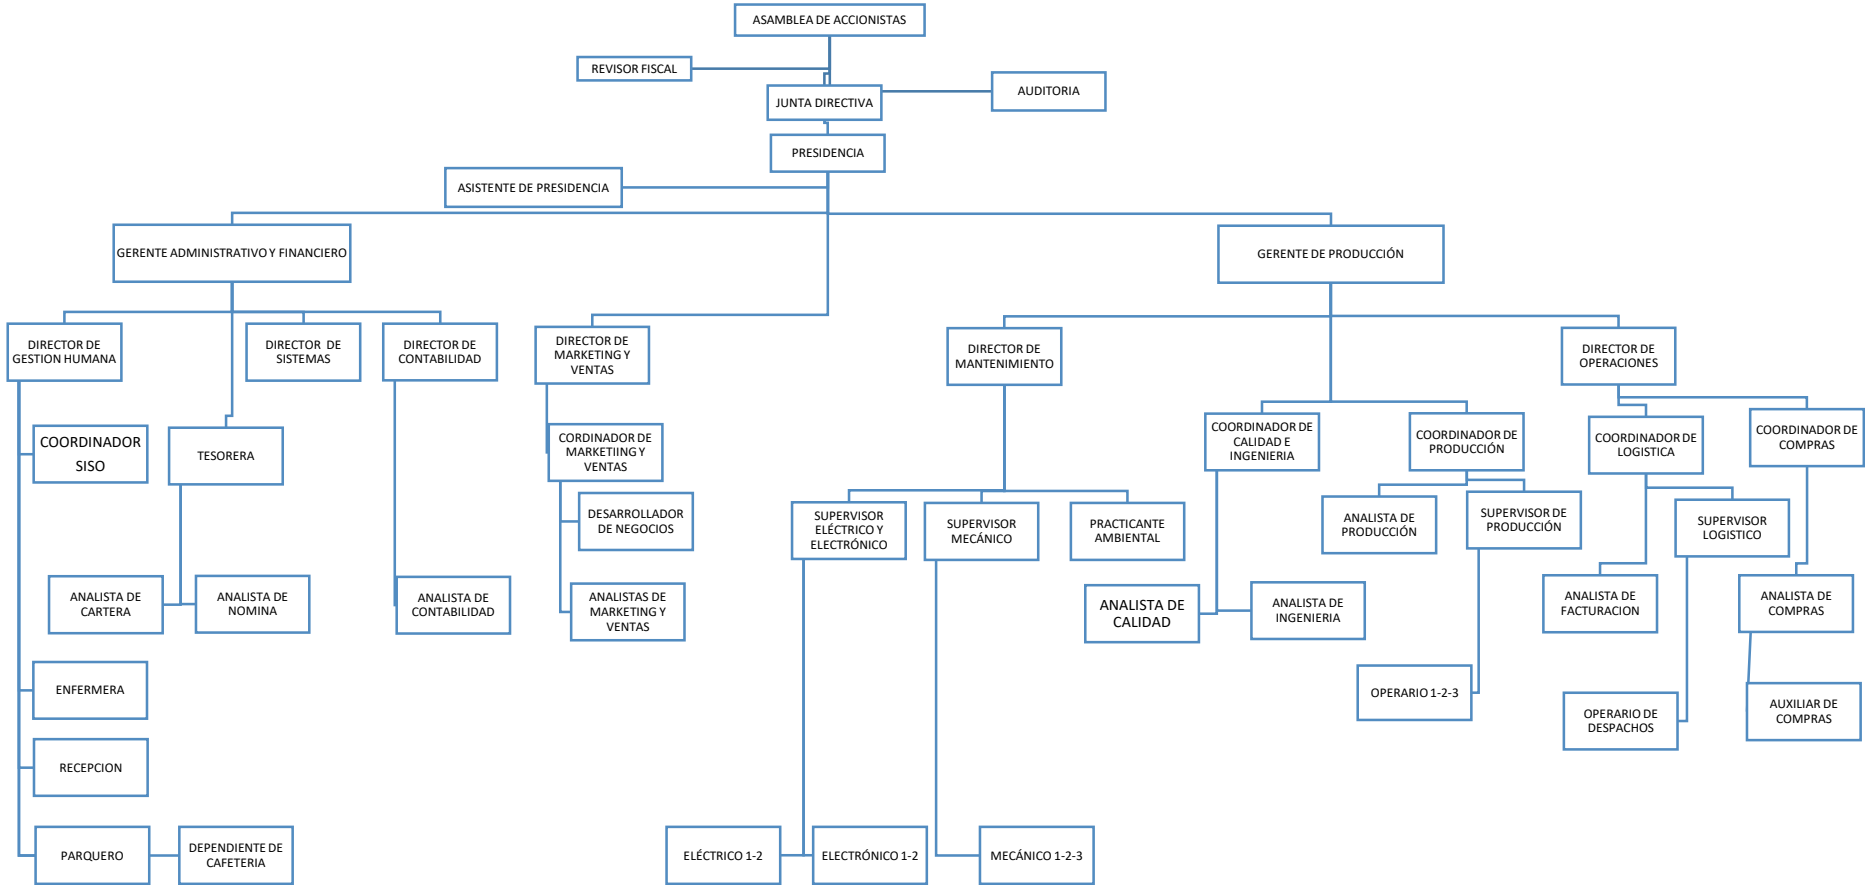 ASAMBLEA DE ACCIONISTAS
REVISOR FISCAL
AUDITORIA
JUNTA DIRECTIVA
PRESIDENCIA
ASISTENTE DE PRESIDENCIA
GERENTE ADMINISTRATIVO Y FINANCIERO
GERENTE DE PRODUCCIÓN
DIRECTOR DE
GESTION HUMANA
DIRECTOR DE
SISTEMAS
DIRECTOR DE
CONTABILIDAD
DIRECTOR DE
MARKETING Y
VENTAS
DIRECTOR DE
MANTENIMIENTO
DIRECTOR DE
OPERACIONES
COORDINADOR
SISO
TESORERA
CORDINADOR DE
MARKETIING Y
VENTAS
COORDINADOR DE
CALIDAD E
INGENIERIA
COORDINADOR DE
PRODUCCIÓN
COORDINADOR DE
LOGISTICA
COORDINADOR DE
COMPRAS
DESARROLLADOR
DE NEGOCIOS
SUPERVISOR
ELÉCTRICO Y
ELECTRÓNICO
SUPERVISOR
MECÁNICO
PRACTICANTE
AMBIENTAL
ANALISTA DE
PRODUCCIÓN
SUPERVISOR DE
PRODUCCIÓN
SUPERVISOR
LOGISTICO
ANALISTA DE
CARTERA
ANALISTA DE
NOMINA
ANALISTA DE
CONTABILIDAD
ANALISTAS DE
MARKETING Y
VENTAS
ANALISTA DE
CALIDAD
ANALISTA DE
INGENIERIA
ANALISTA DE
FACTURACION
ANALISTA DE
COMPRAS
ENFERMERA
OPERARIO 1-2-3
OPERARIO DE
DESPACHOS
AUXILIAR DE
COMPRAS
RECEPCION
PARQUERO
DEPENDIENTE DE
CAFETERIA
ELÉCTRICO 1-2
ELECTRÓNICO 1-2
MECÁNICO 1-2-3